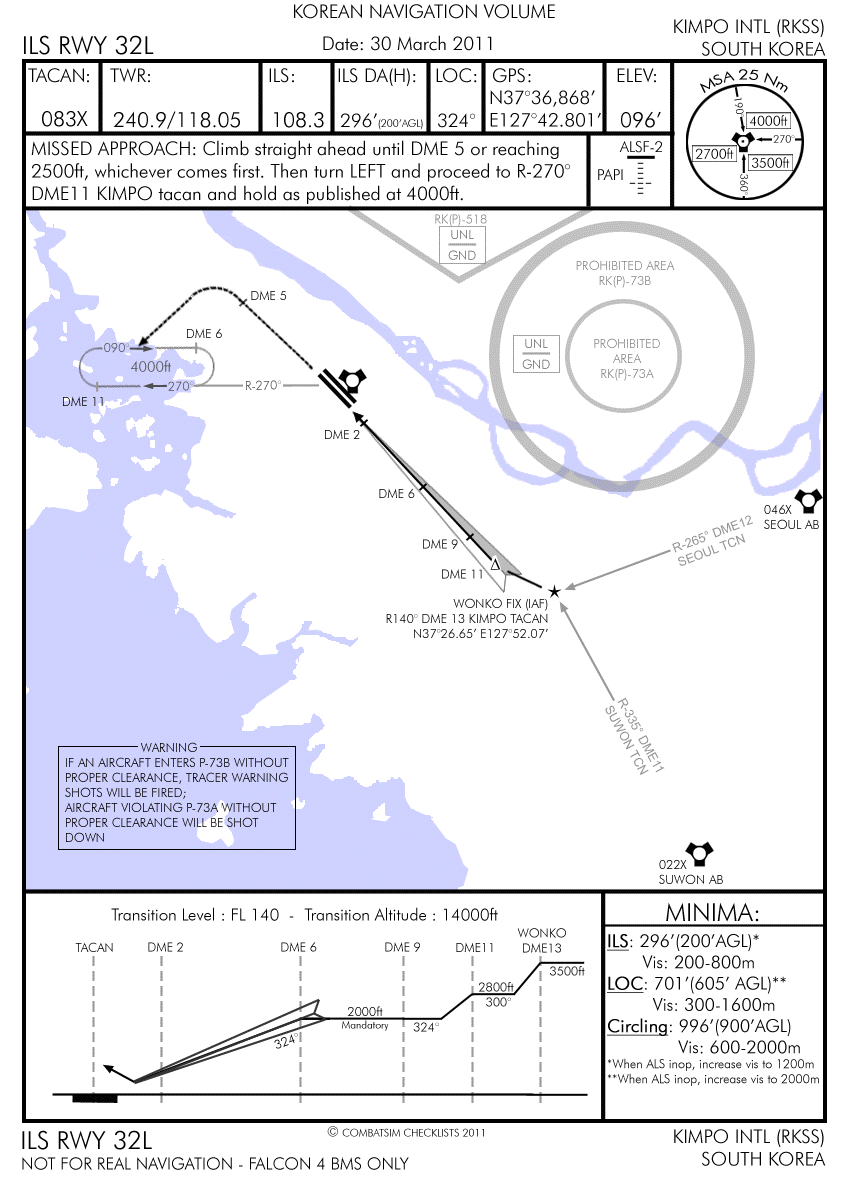 KOREAN NAVIGATION VOLUME
ILS RWY 32L
Date: 30 March 2011
KIMPO INTL (RKSS)
SOUTH KOREA
TACAN:
083X
TWR:
240.9/118.05
ILS:
108.3
ILS DA(H):
296’(200’AGL)
LOC:
324°
GPS:
N37°36,868’
E127°42.801’
ELEV:
096’
MSA 25 Nm
190°
4000ft
270°
2700ft
3500ft
360°
MISSED APPROACH: Climb straight ahead until DME 5 or reaching
2500ft, whichever comes first. Then turn LEFT and proceed to R-270°
DME11 KIMPO tacan and hold as published at 4000ft.
ALSF-2
PAPI
RK(P)-518
UNL
GND
PROHIBITED AREA
RK(P)-73B
UNL
GND
PROHIBITED
AREA
RK(P)-73A
DME 5
DME 6
090°
4000ft
270°
R-270°
DME 11
DME 2
DME 6
DME 9
DME 11
046X
SEOUL AB
R-265° DME12
SEOUL TCN
WONKO FIX (IAF)
R140° DME 13 KIMPO TACAN
N37°26.65’ E127°52.07’
R-335° DME11
SUWON TCN
WARNING
IF AN AIRCRAFT ENTERS P-73B WITHOUT
PROPER CLEARANCE, TRACER WARNING
SHOTS WILL BE FIRED;
AIRCRAFT VIOLATING P-73A WITHOUT
PROPER CLEARANCE WILL BE SHOT
DOWN
022X
SUWON AB
Transition Level : FL 140 - Transition Altitude : 14000ft
TACAN
DME 2
DME 6
DME 9
DME11
WONKO
DME13
3500ft
2800ft
300°
2000ft
Mandatory
324°
324°
MINIMA:
ILS: 296’(200’AGL)*
Vis: 200-800m
LOC: 701’(605’ AGL)**
Vis: 300-1600m
Circling: 996’(900’AGL)
Vis: 600-2000m
*When ALS inop, increase vis to 1200m
**When ALS inop, increase vis to 2000m
ILS RWY 32L
NOT FOR REAL NAVIGATION - FALCON 4 BMS ONLY
© COMBATSIM CHECKLISTS 2011
KIMPO INTL (RKSS)
SOUTH KOREA